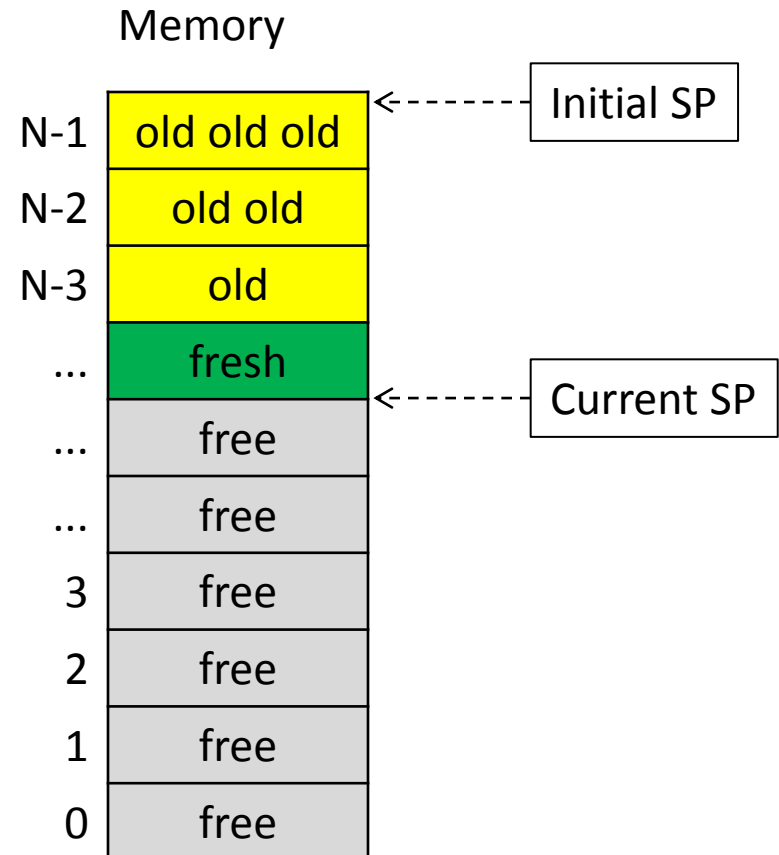 Memory
Initial SP
N-1 old old old
N-2 old old
N-3 old
... fresh
Current SP
... free
... free
3 free
2 free
1 free
0 free